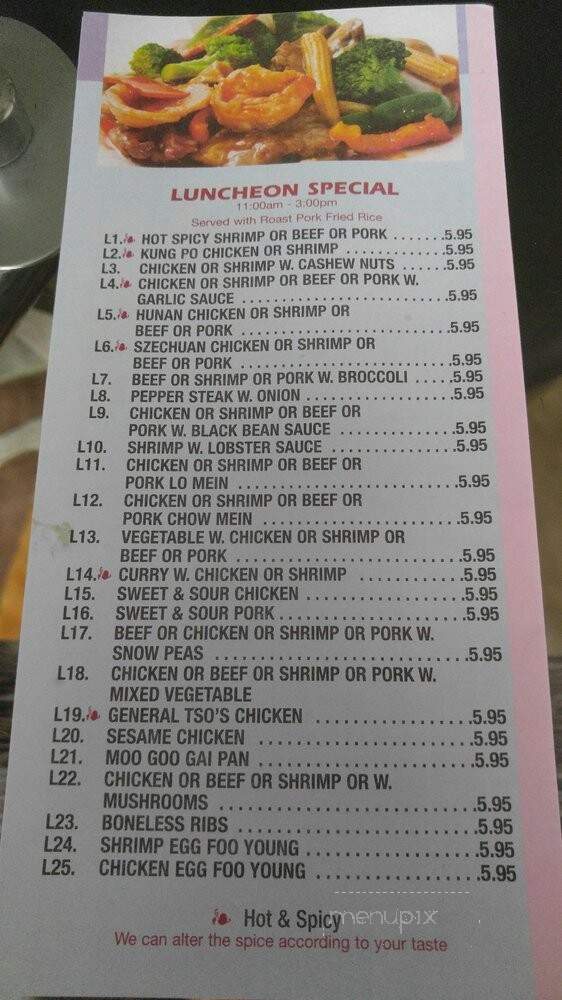 LUNCHEON SPECIAL
11:00am - 3:00pm
Served with Roast Pork Fried Rice
L1. HOT SPICY SHRIMP OR BEEF OR PORK .......5.95
L2. KUNG PO CHICKEN OR SHRIMP ..............5.95
L3. CHICKEN OR SHRIMP W. CASHEW NUTS .......5.95
L4. CHICKEN OR SHRIMP OR BEEF OR PORK W.
GARLIC SAUCE .............................5.95
L5. HUNAN CHICKEN OR SHRIMP OR
BEEF OR PORK .............................5.95
L6. SZECHUAN CHICKEN OR SHRIMP OR
BEEF OR PORK .............................5.95
L7. BEEF OR SHRIMP OR PORK W. BROCCOLI .....5.95
L8. PEPPER STEAK W. ONION ....................5.95
L9. CHICKEN OR SHRIMP OR BEEF OR
PORK W. BLACK BEAN SAUCE ................5.95
L10. SHRIMP W. LOBSTER SAUCE .................5.95
L11. CHICKEN OR SHRIMP OR BEEF OR
PORK LO MEIN .............................5.95
L12. CHICKEN OR SHRIMP OR BEEF OR
PORK CHOW MEIN ..........................5.95
L13. VEGETABLE W. CHICKEN OR SHRIMP OR
BEEF OR PORK .............................5.95
L14. CURRY W. CHICKEN OR SHRIMP ..............5.95
L15. SWEET & SOUR CHICKEN ....................5.95
L16. SWEET & SOUR PORK ........................5.95
L17. BEEF OR CHICKEN OR SHRIMP OR PORK W.
SNOW PEAS ................................5.95
L18. CHICKEN OR BEEF OR SHRIMP OR PORK W.
MIXED VEGETABLE
L19. GENERAL TSO'S CHICKEN ...................5.95
L20. SESAME CHICKEN ..........................5.95
L21. MOO GOO GAI PAN .........................5.95
L22. CHICKEN OR BEEF OR SHRIMP OR W.
MUSHROOMS ...............................5.95
L23. BONELESS RIBS ...........................5.95
L24. SHRIMP EGG FOO YOUNG ....................5.95
L25. CHICKEN EGG FOO YOUNG ...................5.95
Hot & Spicy
menupix
We can alter the spice according to your taste